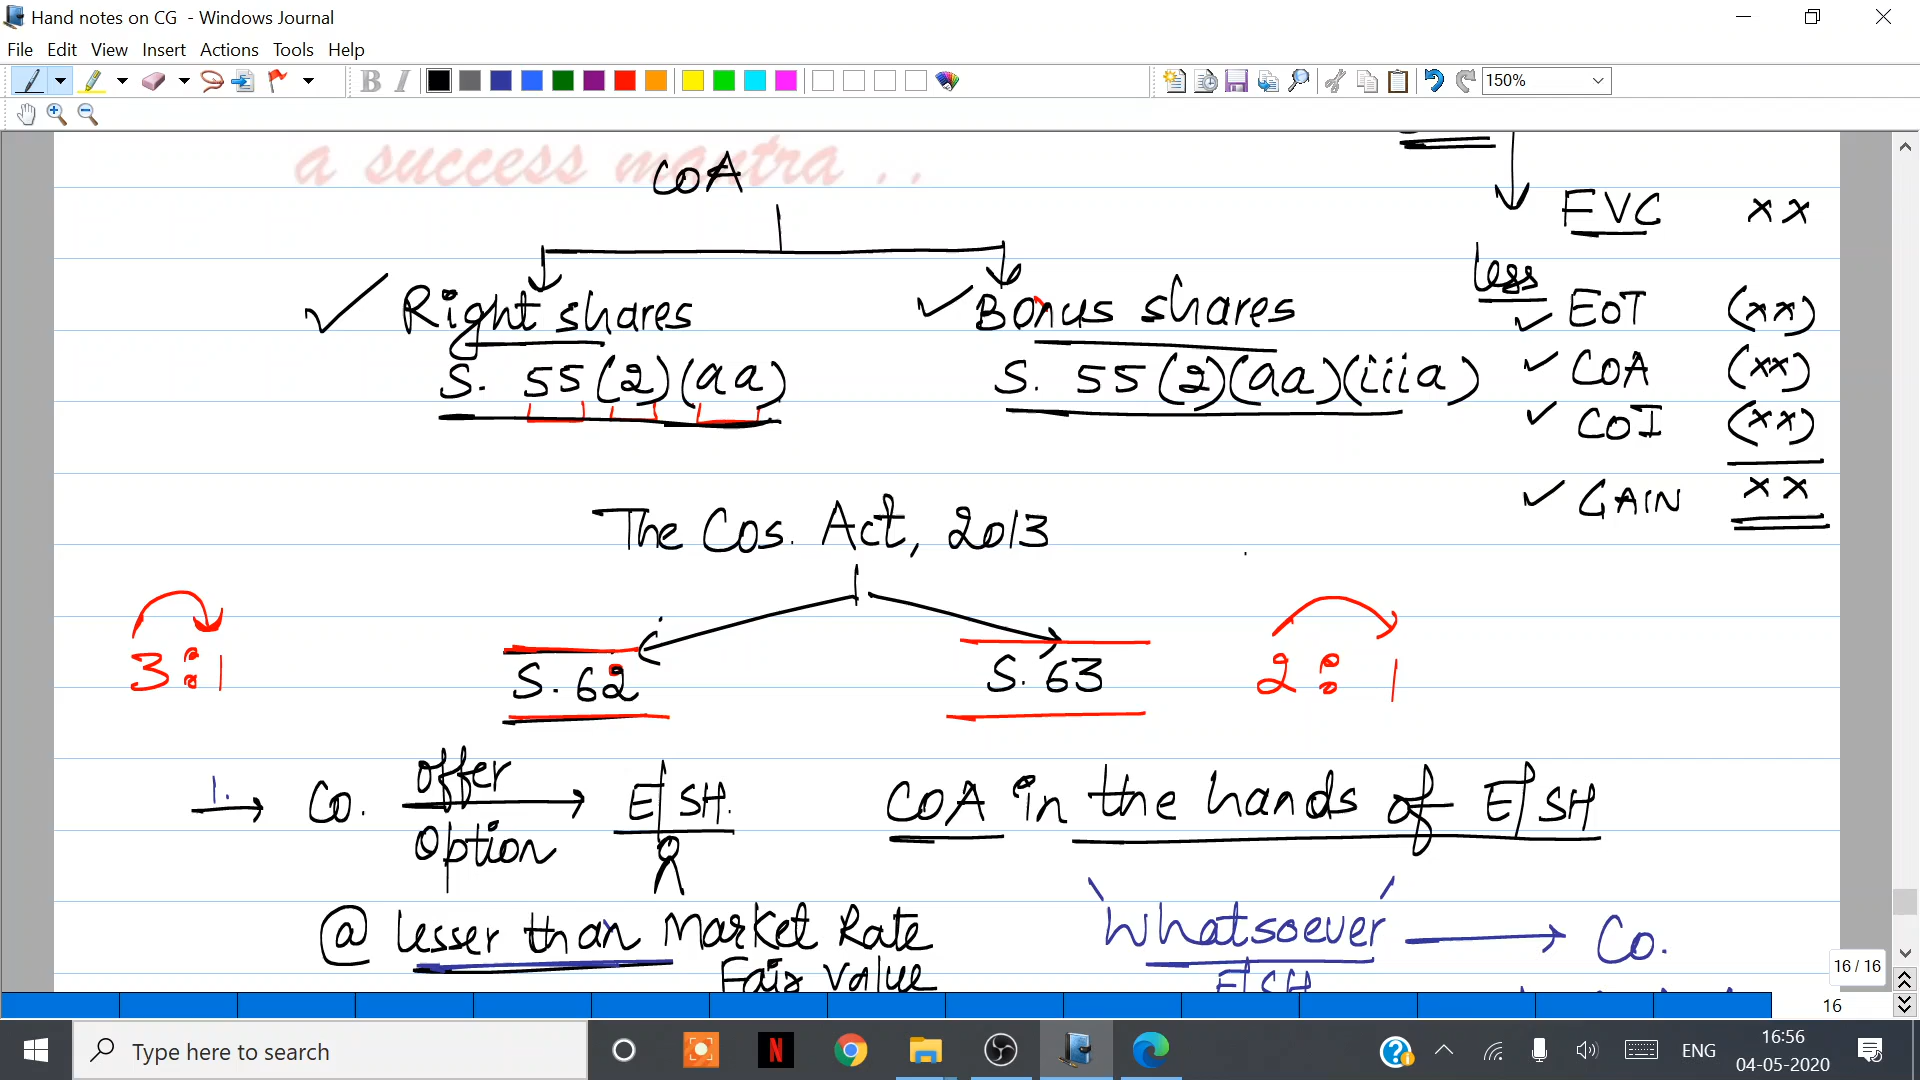 Hand notes on CG - Windows Journal
File Edit View Insert Actions Tools Help
B I
150%
a success mantra . .
COA
FVC xx
less
✓ Right shares
✓ Bonus shares
✓ EOT (xx)
S. 55(2)(aa)
S. 55(2)(aa)(iiia)
✓ COA (xx)
✓ COI (xx)
✓ GAIN xx
The Cos. Act, 2013
3:1
S. 62
S. 63
2:1
1. → Co. offer → E/SH.
Option
COA in the hands of E/SH
@ lesser than Market Rate
Fair Value
Whatsoever → Co.
E/SH
16 / 16
16
Type here to search
N
ENG
16:56
04-05-2020